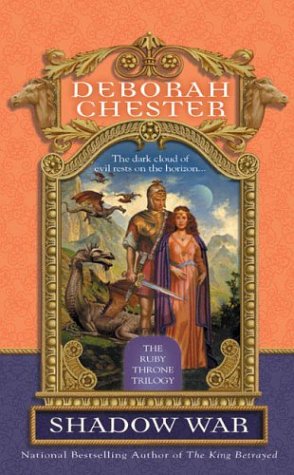 DEBORAH
CHESTER
The dark cloud of
evil rests on the horizon...
THE
RUBY
THRONE
TRILOGY
SHADOW WAR
National Bestselling Author of The King Betrayed